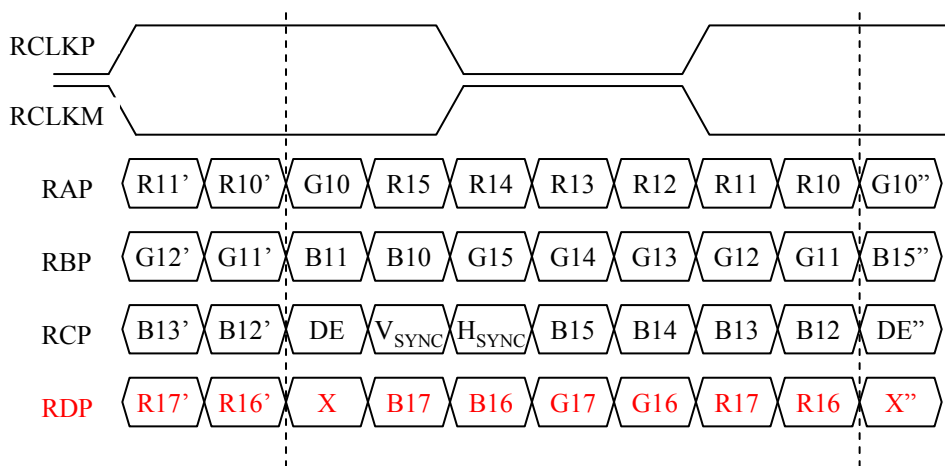 RCLKP
RCLKM
RAP R11’ R10’ G10 R15 R14 R13 R12 R11 R10 G10”
RBP G12’ G11’ B11 B10 G15 G14 G13 G12 G11 B15”
RCP B13’ B12’ DE VSYNC HSYNC B15 B14 B13 B12 DE”
RDP R17’ R16’ X B17 B16 G17 G16 R17 R16 X”